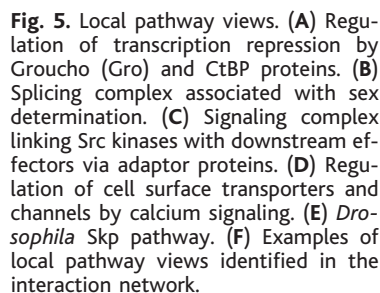 Fig. 5. Local pathway views. (A) Regu-
lation of transcription repression by
Groucho (Gro) and CtBP proteins. (B)
Splicing complex associated with sex
determination. (C) Signaling complex
linking Src kinases with downstream ef-
fectors via adaptor proteins. (D) Regu-
lation of cell surface transporters and
channels by calcium signaling. (E) Dro-
sophila Skp pathway. (F) Examples of
local pathway views identified in the
interaction network.